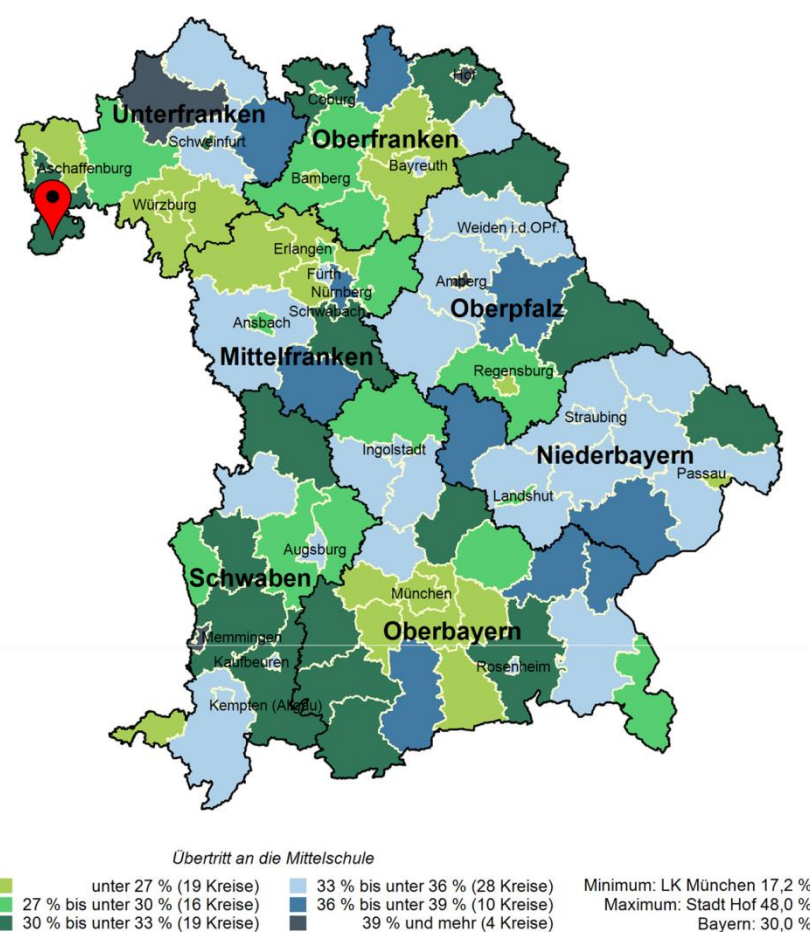 Hof
Coburg
Unterfranken
Oberfranken
Schweinfurt
Aschaffenburg
Bayreuth
Bamberg
Würzburg
Weiden i.d.OPf.
Erlangen
Fürth
Amberg
Nürnberg
Oberpfalz
Schwabach
Ansbach
Mittelfranken
Regensburg
Straubing
Ingolstadt
Niederbayern
Passau
Landshut
Augsburg
Schwaben
München
Oberbayern
Memmingen
Kaufbeuren
Rosenheim
Kempten (Allgäu)
Übertritt an die Mittelschule
unter 27 % (19 Kreise) 33 % bis unter 36 % (28 Kreise) Minimum: LK München 17,2 %
27 % bis unter 30 % (16 Kreise) 36 % bis unter 39 % (10 Kreise) Maximum: Stadt Hof 48,0 %
30 % bis unter 33 % (19 Kreise) 39 % und mehr (4 Kreise) Bayern: 30,0 %